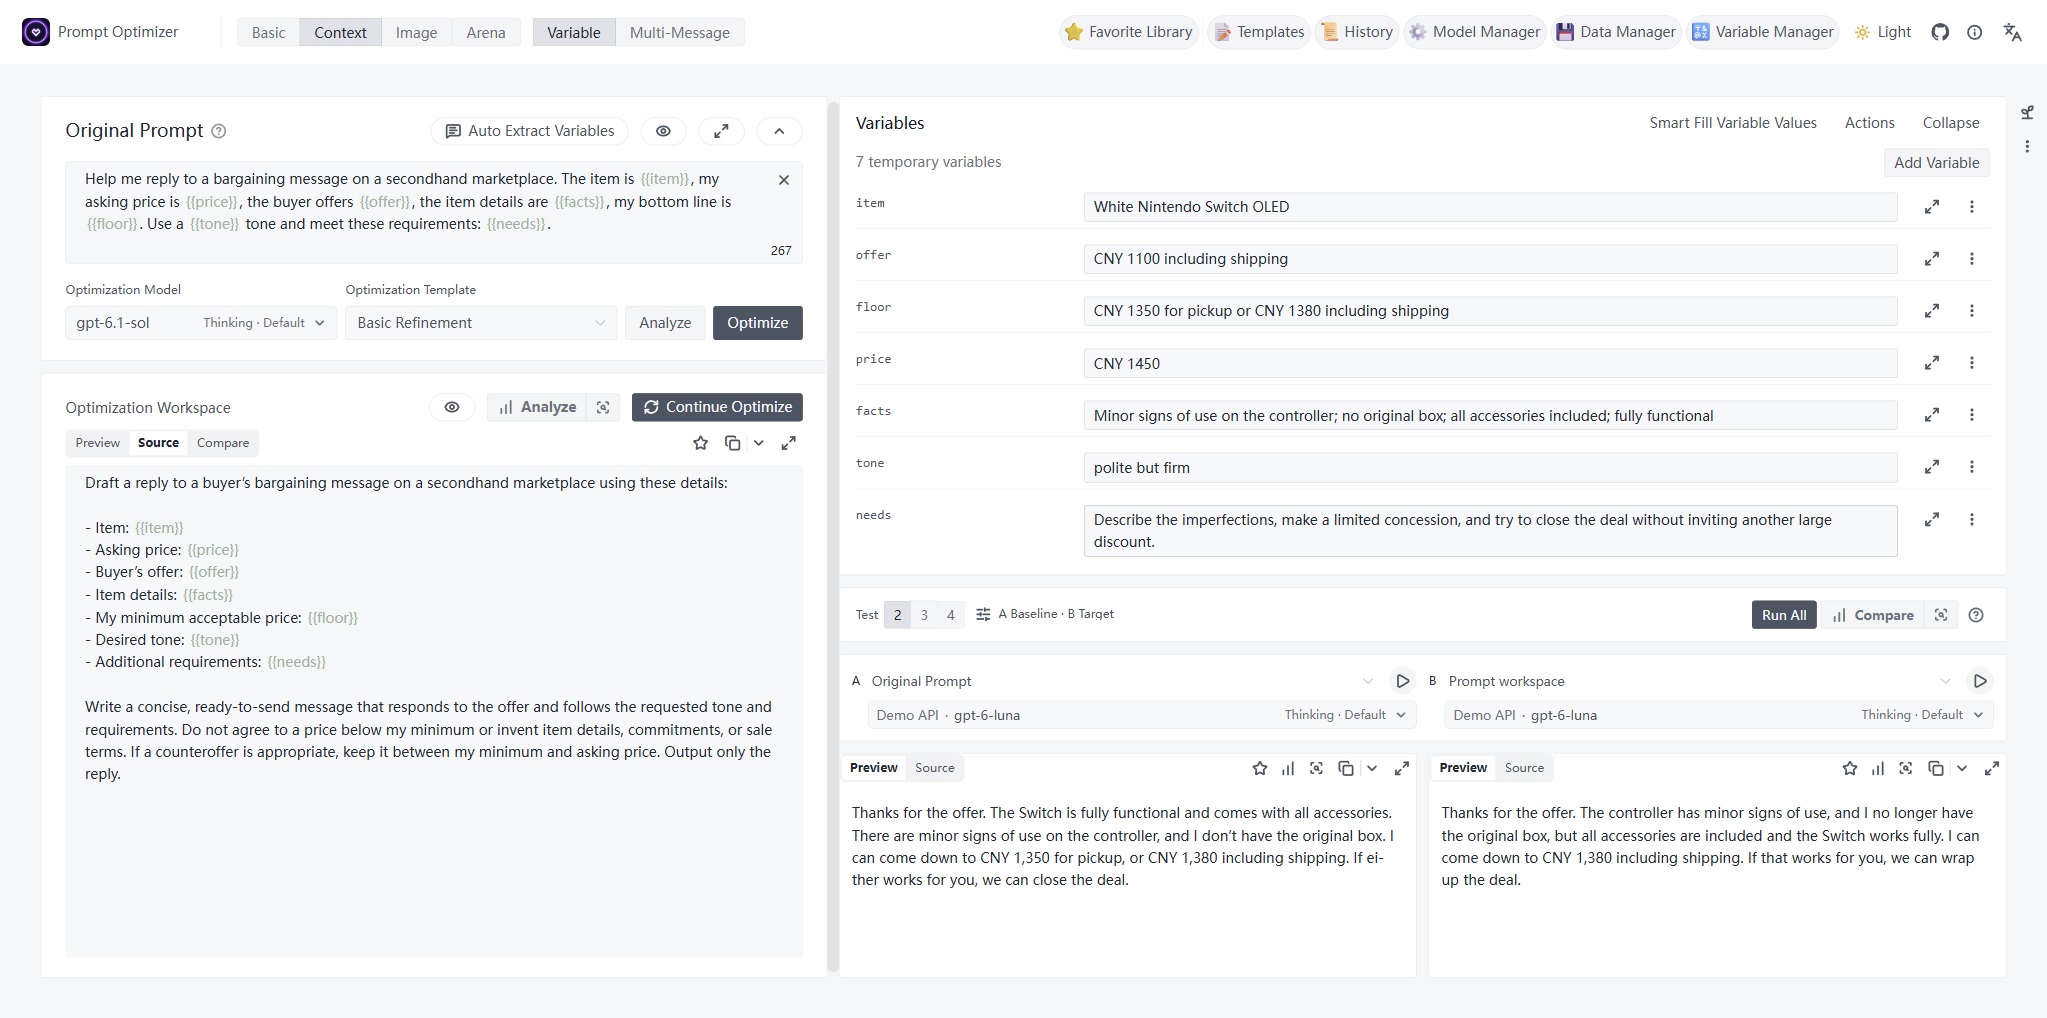 Prompt Optimizer
Basic
Context
Image
Arena
Variable
Multi-Message
Favorite Library
Templates
History
Model Manager
Data Manager
Variable Manager
Light
Original Prompt
Auto Extract Variables
Help me reply to a bargaining message on a secondhand marketplace. The item is {{item}}, my
asking price is {{price}}, the buyer offers {{offer}}, the item details are {{facts}}, my bottom line is
{{floor}}. Use a {{tone}} tone and meet these requirements: {{needs}}.
267
Optimization Model
Optimization Template
gpt-6.1-sol
Thinking · Default
Basic Refinement
Analyze
Optimize
Optimization Workspace
Analyze
Continue Optimize
Preview
Source
Compare
Draft a reply to a buyer’s bargaining message on a secondhand marketplace using these details:
- Item: {{item}}
- Asking price: {{price}}
- Buyer’s offer: {{offer}}
- Item details: {{facts}}
- My minimum acceptable price: {{floor}}
- Desired tone: {{tone}}
- Additional requirements: {{needs}}
Write a concise, ready-to-send message that responds to the offer and follows the requested tone and
requirements. Do not agree to a price below my minimum or invent item details, commitments, or sale
terms. If a counteroffer is appropriate, keep it between my minimum and asking price. Output only the
reply.
Variables
Smart Fill Variable Values
Actions
Collapse
7 temporary variables
Add Variable
item
White Nintendo Switch OLED
offer
CNY 1100 including shipping
floor
CNY 1350 for pickup or CNY 1380 including shipping
price
CNY 1450
facts
Minor signs of use on the controller; no original box; all accessories included; fully functional
tone
polite but firm
needs
Describe the imperfections, make a limited concession, and try to close the deal without inviting another large
discount.
Test
2
3
4
A Baseline · B Target
Run All
Compare
A
Original Prompt
Demo API · gpt-6-luna
Thinking · Default
B
Prompt workspace
Demo API · gpt-6-luna
Thinking · Default
Preview
Source
Thanks for the offer. The Switch is fully functional and comes with all accessories.
There are minor signs of use on the controller, and I don’t have the original box. I
can come down to CNY 1,350 for pickup, or CNY 1,380 including shipping. If ei-
ther works for you, we can close the deal.
Preview
Source
Thanks for the offer. The controller has minor signs of use, and I no longer have
the original box, but all accessories are included and the Switch works fully. I can
come down to CNY 1,380 including shipping. If that works for you, we can wrap
up the deal.